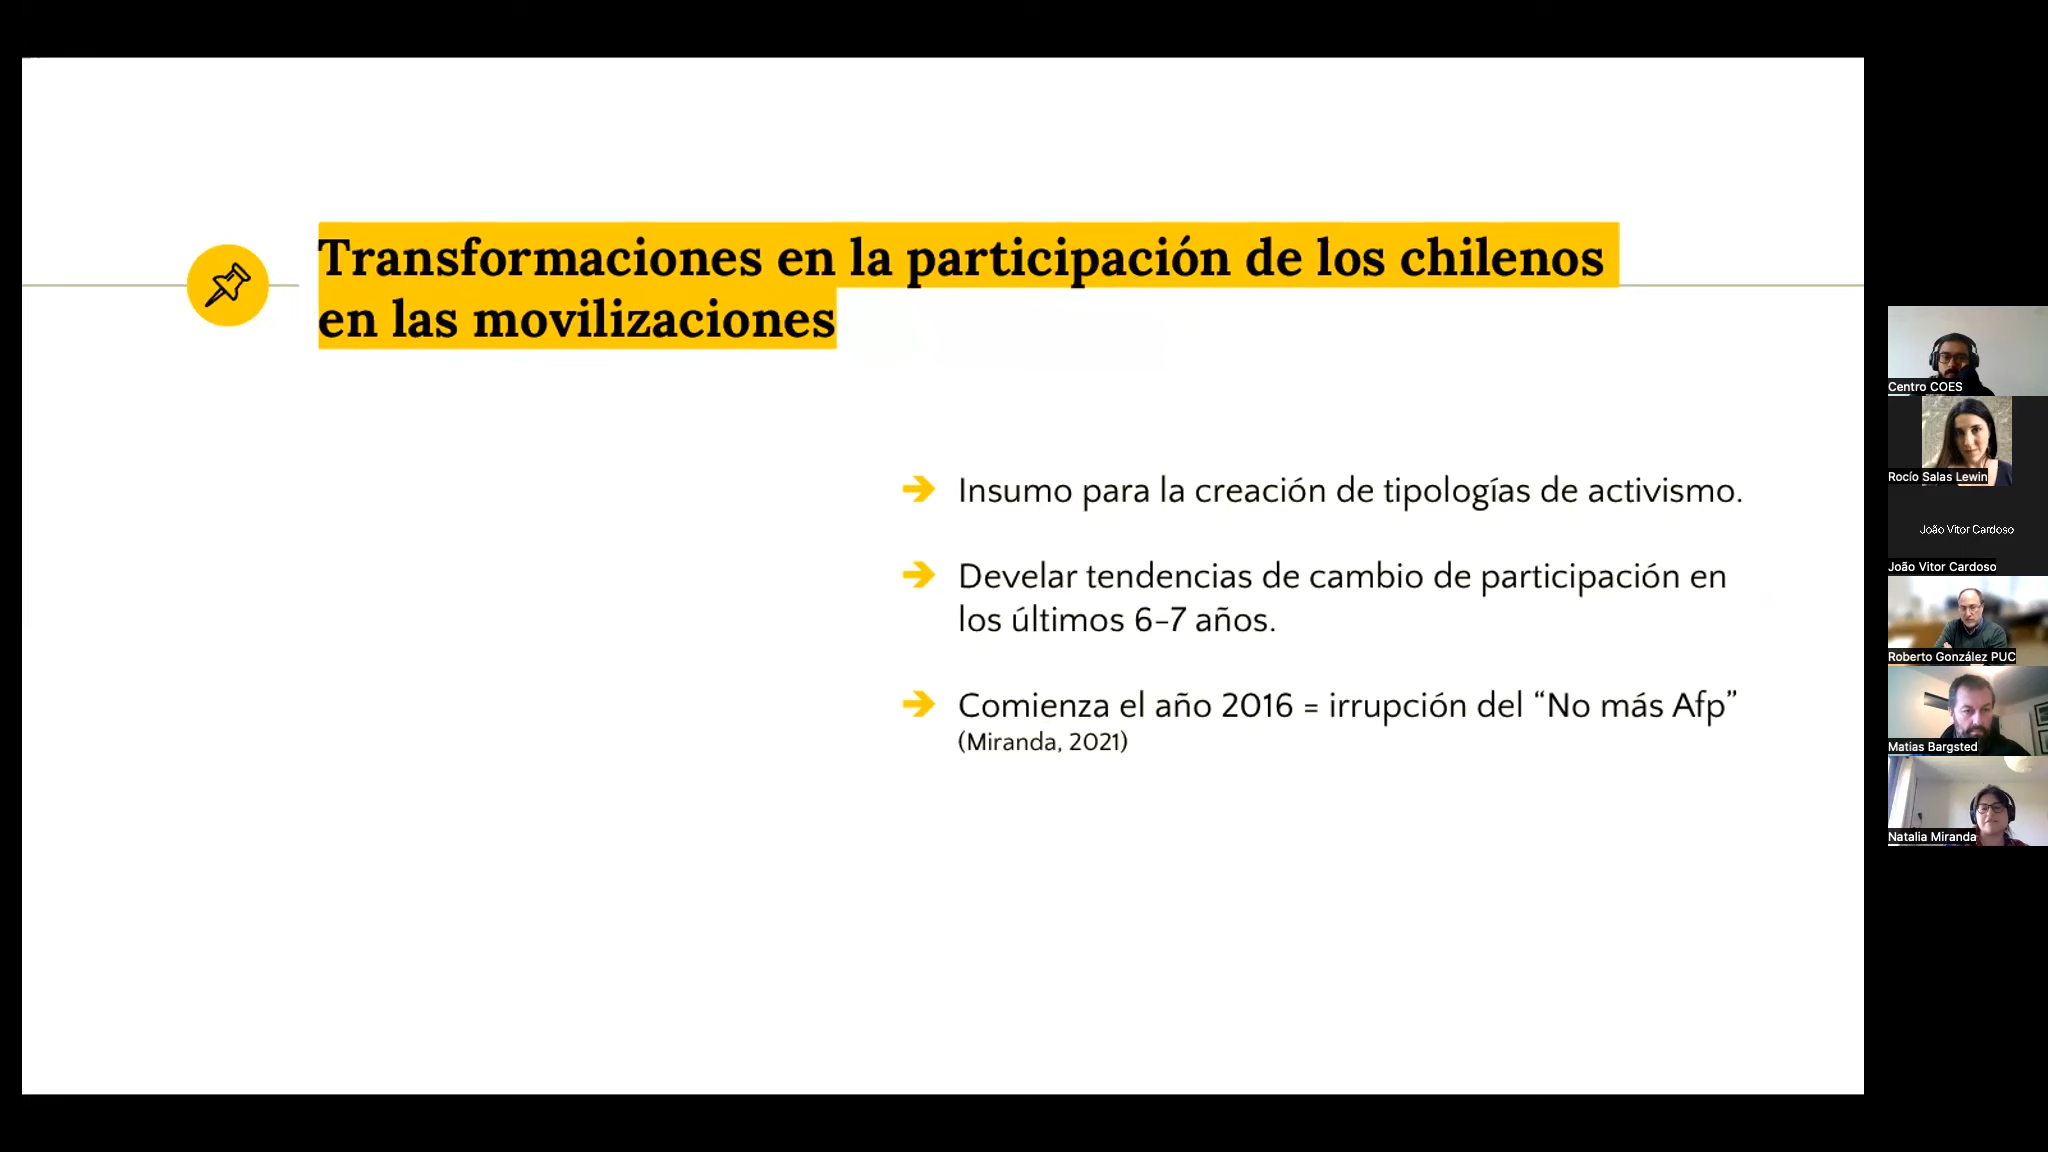 Transformaciones en la participación de los chilenos
en las movilizaciones
Insumo para la creación de tipologías de activismo.
Develar tendencias de cambio de participación en
los últimos 6-7 años.
Comienza el año 2016 = irrupción del “No más Afp”
(Miranda, 2021)
Centro COES
Rocío Salas Lewin
João Vitor Cardoso
João Vitor Cardoso
Roberto González PUC
Matias Bargsted
Natalia Miranda